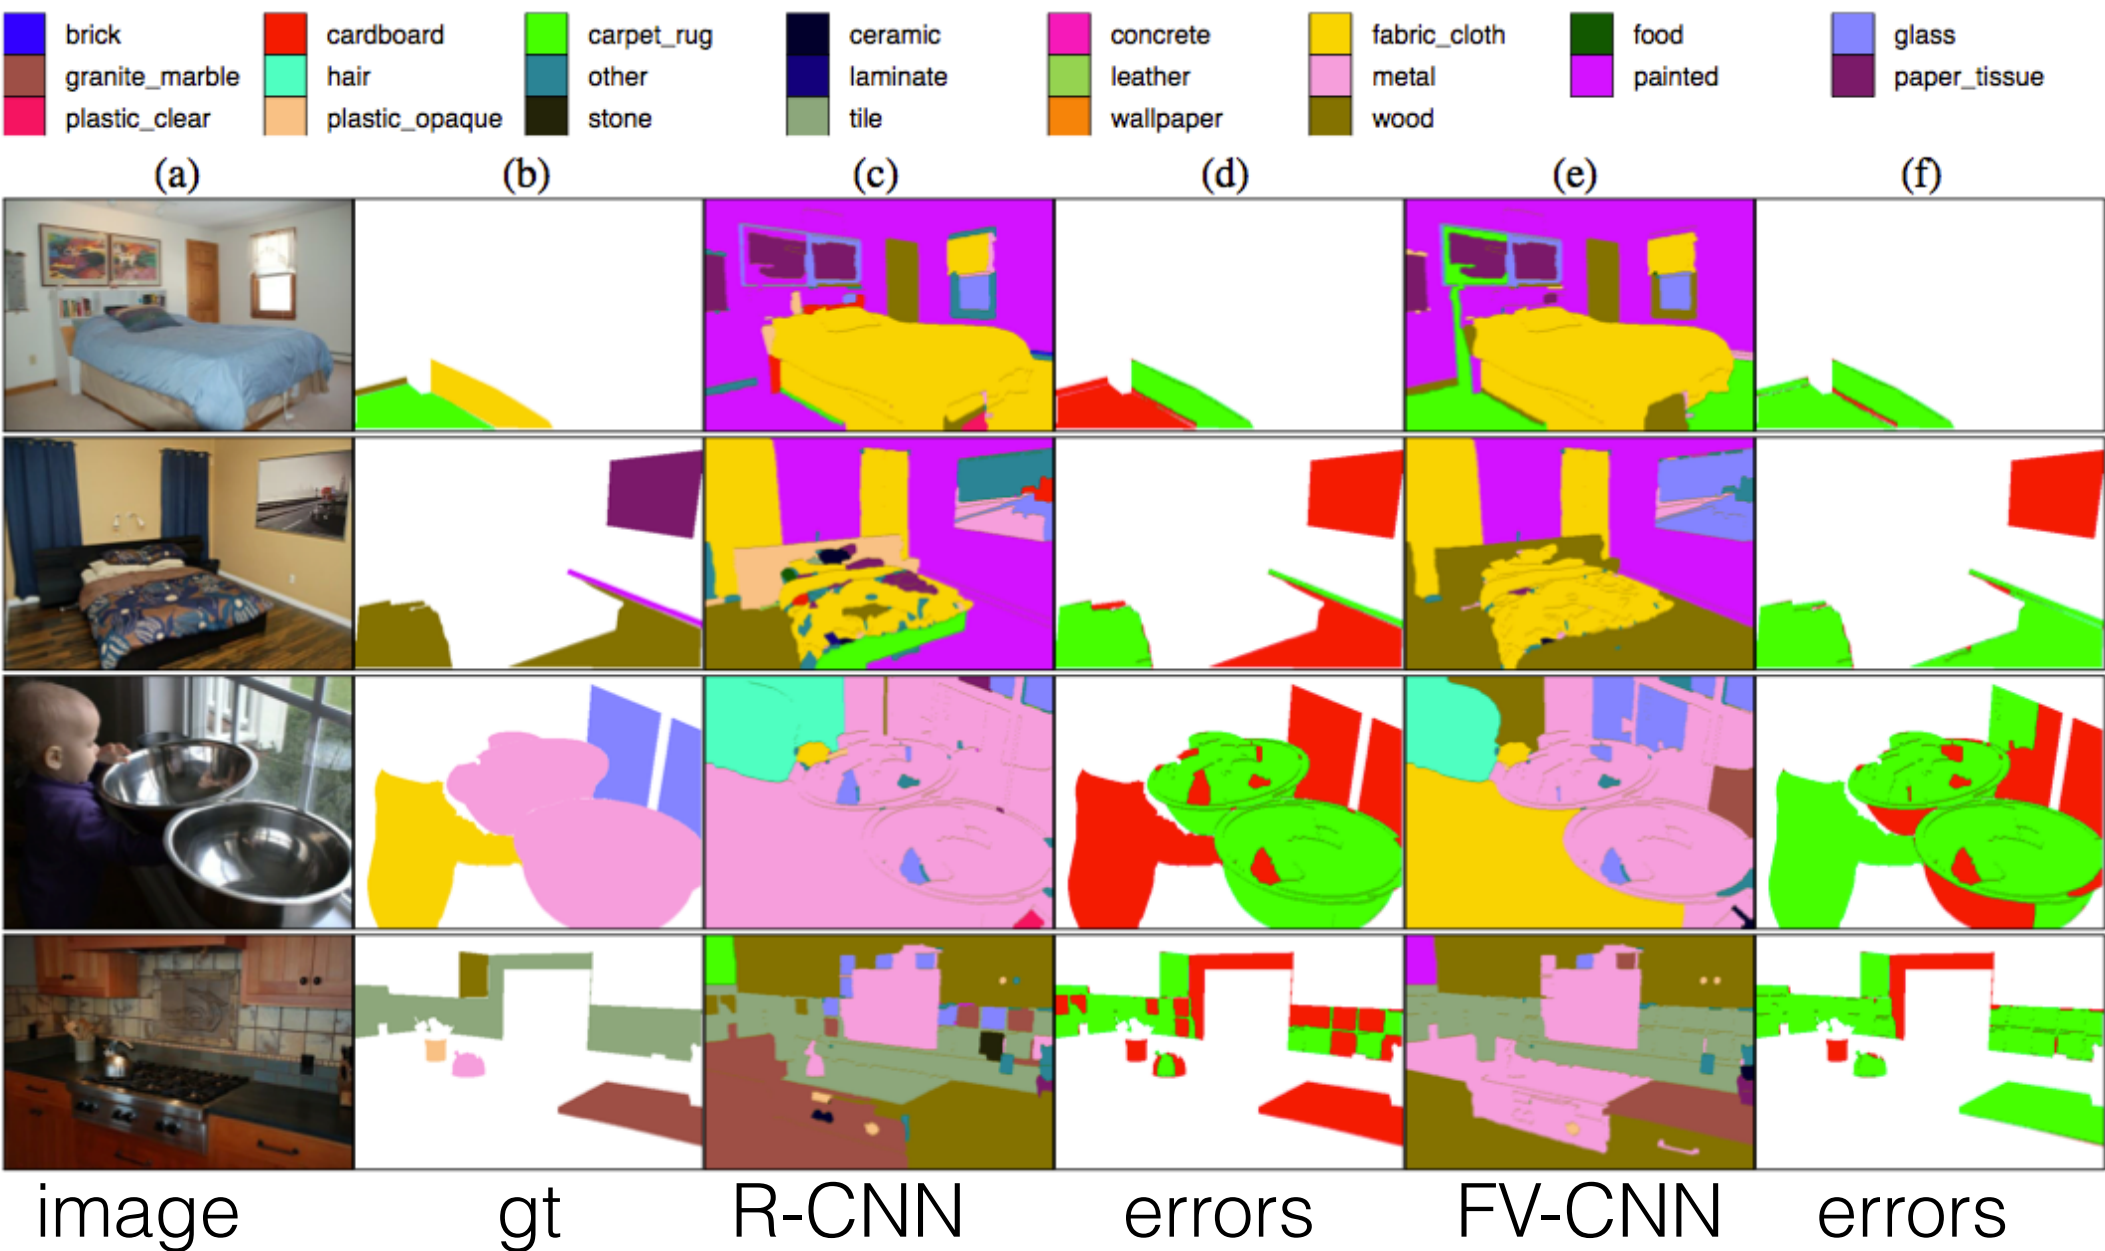 brick cardboard carpet_rug ceramic concrete fabric_cloth food glass
granite_marble hair other laminate leather metal painted paper_tissue
plastic_clear plastic_opaque stone tile wallpaper wood
(a) (b) (c) (d) (e) (f)
image gt R-CNN errors FV-CNN errors